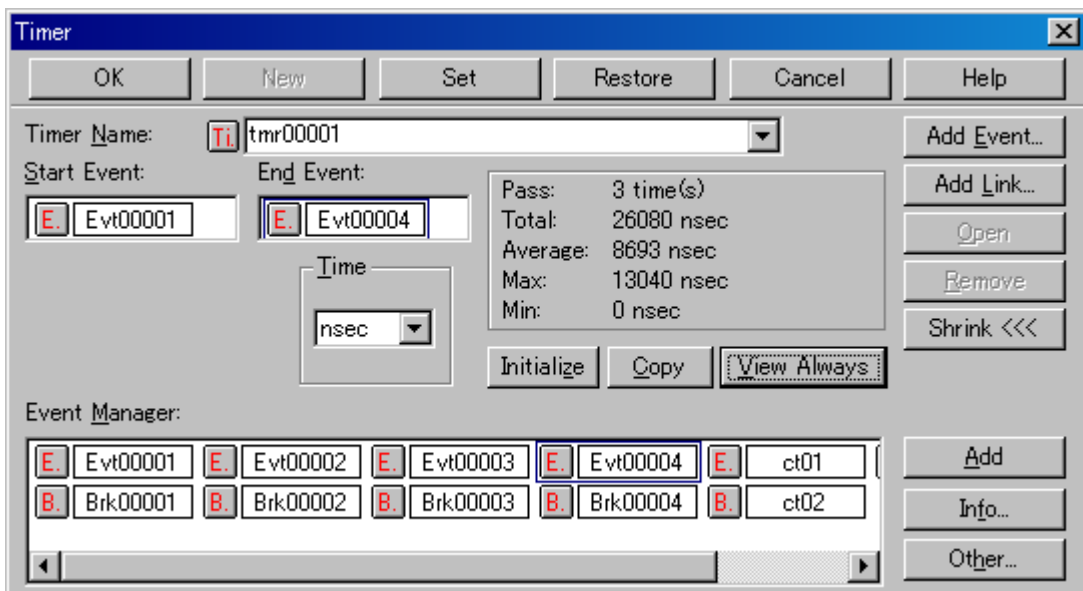 Timer
OK New Set Restore Cancel Help
Timer Name: Ti. tmr00001 Add Event...
Start Event: End Event: Add Link...
E. Evt00001 E. Evt00004
Pass: 3 time(s)
Total: 26080 nsec
Average: 8693 nsec
Max: 13040 nsec
Min: 0 nsec
Open
Remove
Shrink <<<
Time
nsec
Initialize Copy View Always
Event Manager:
E. Evt00001 E. Evt00002 E. Evt00003 E. Evt00004 E. ct01
B. Brk00001 B. Brk00002 B. Brk00003 B. Brk00004 B. ct02
Add
Info...
Other...